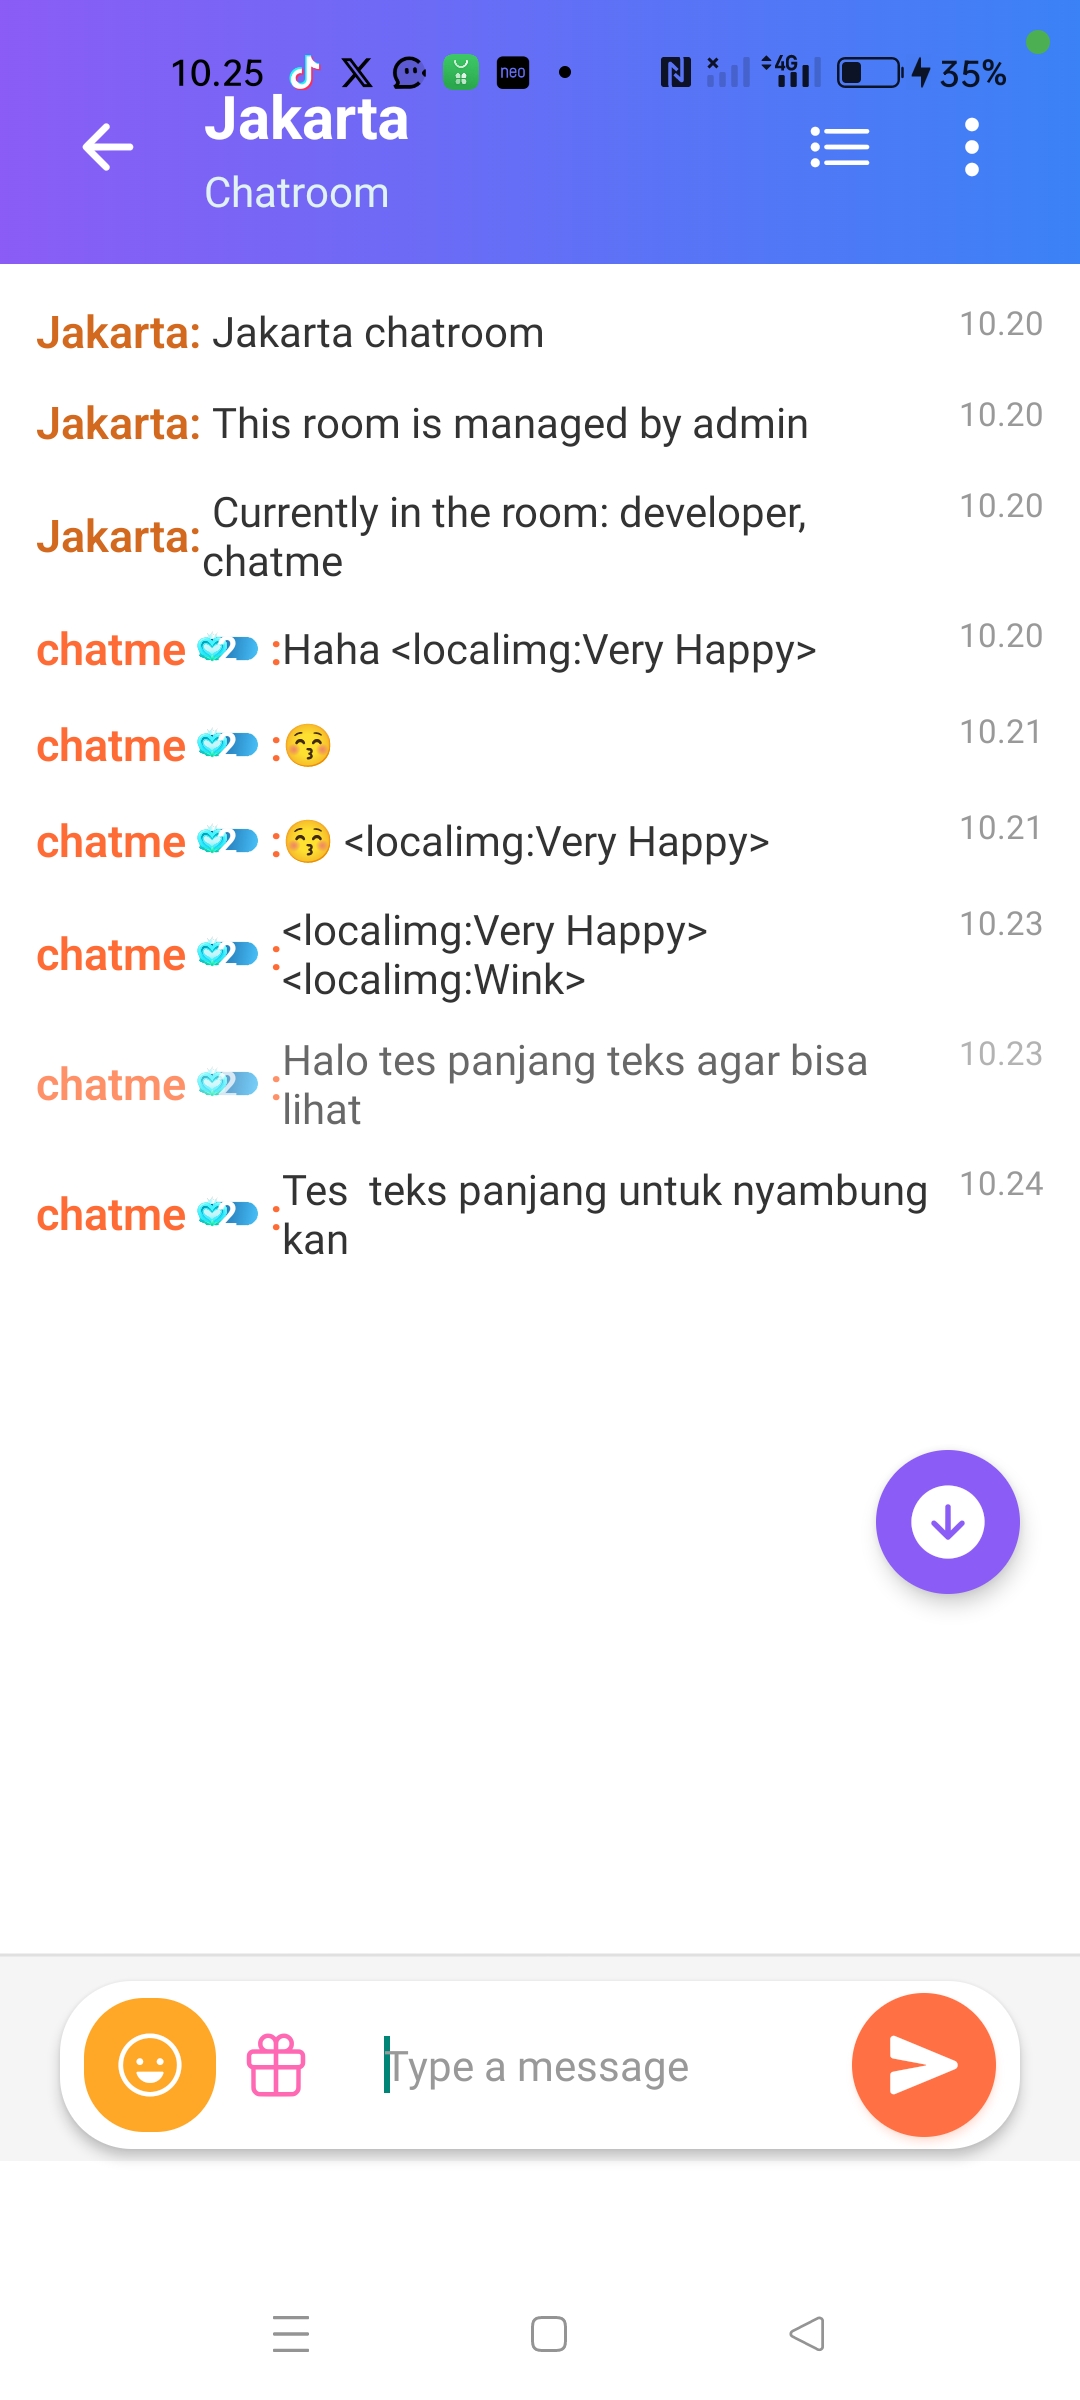 10.25 neo 4G 35%
Jakarta
Chatroom
Jakarta: Jakarta chatroom 10.20
Jakarta: This room is managed by admin 10.20
Jakarta: Currently in the room: developer, 10.20
chatme
chatme 2 :Haha <localimg:Very Happy> 10.20
chatme 2 :😚 10.21
chatme 2 :😚 <localimg:Very Happy> 10.21
chatme 2 :<localimg:Very Happy> 10.23
<localimg:Wink>
chatme 2 :Halo tes panjang teks agar bisa 10.23
lihat
chatme 2 :Tes  teks panjang untuk nyambung 10.24
kan
Type a message